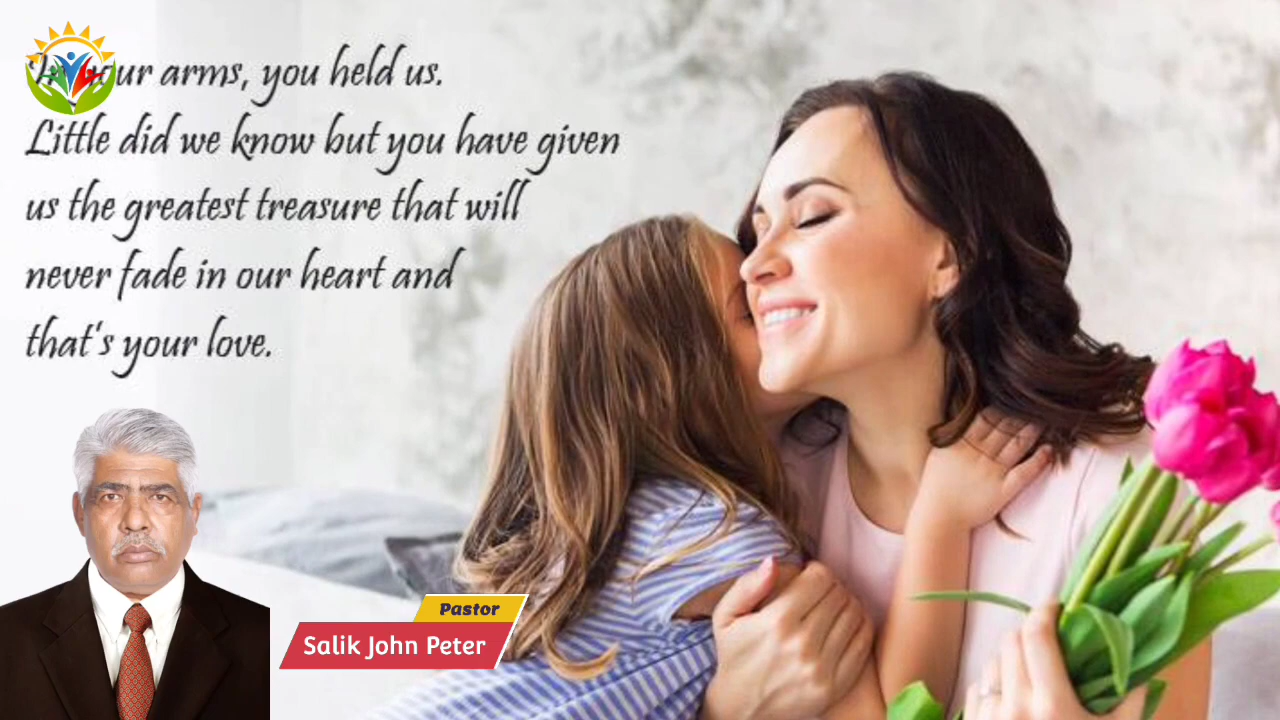 your arms, you held us.
Little did we know but you have given
us the greatest treasure that will
never fade in our heart and
that's your love.
Pastor
Salik John Peter